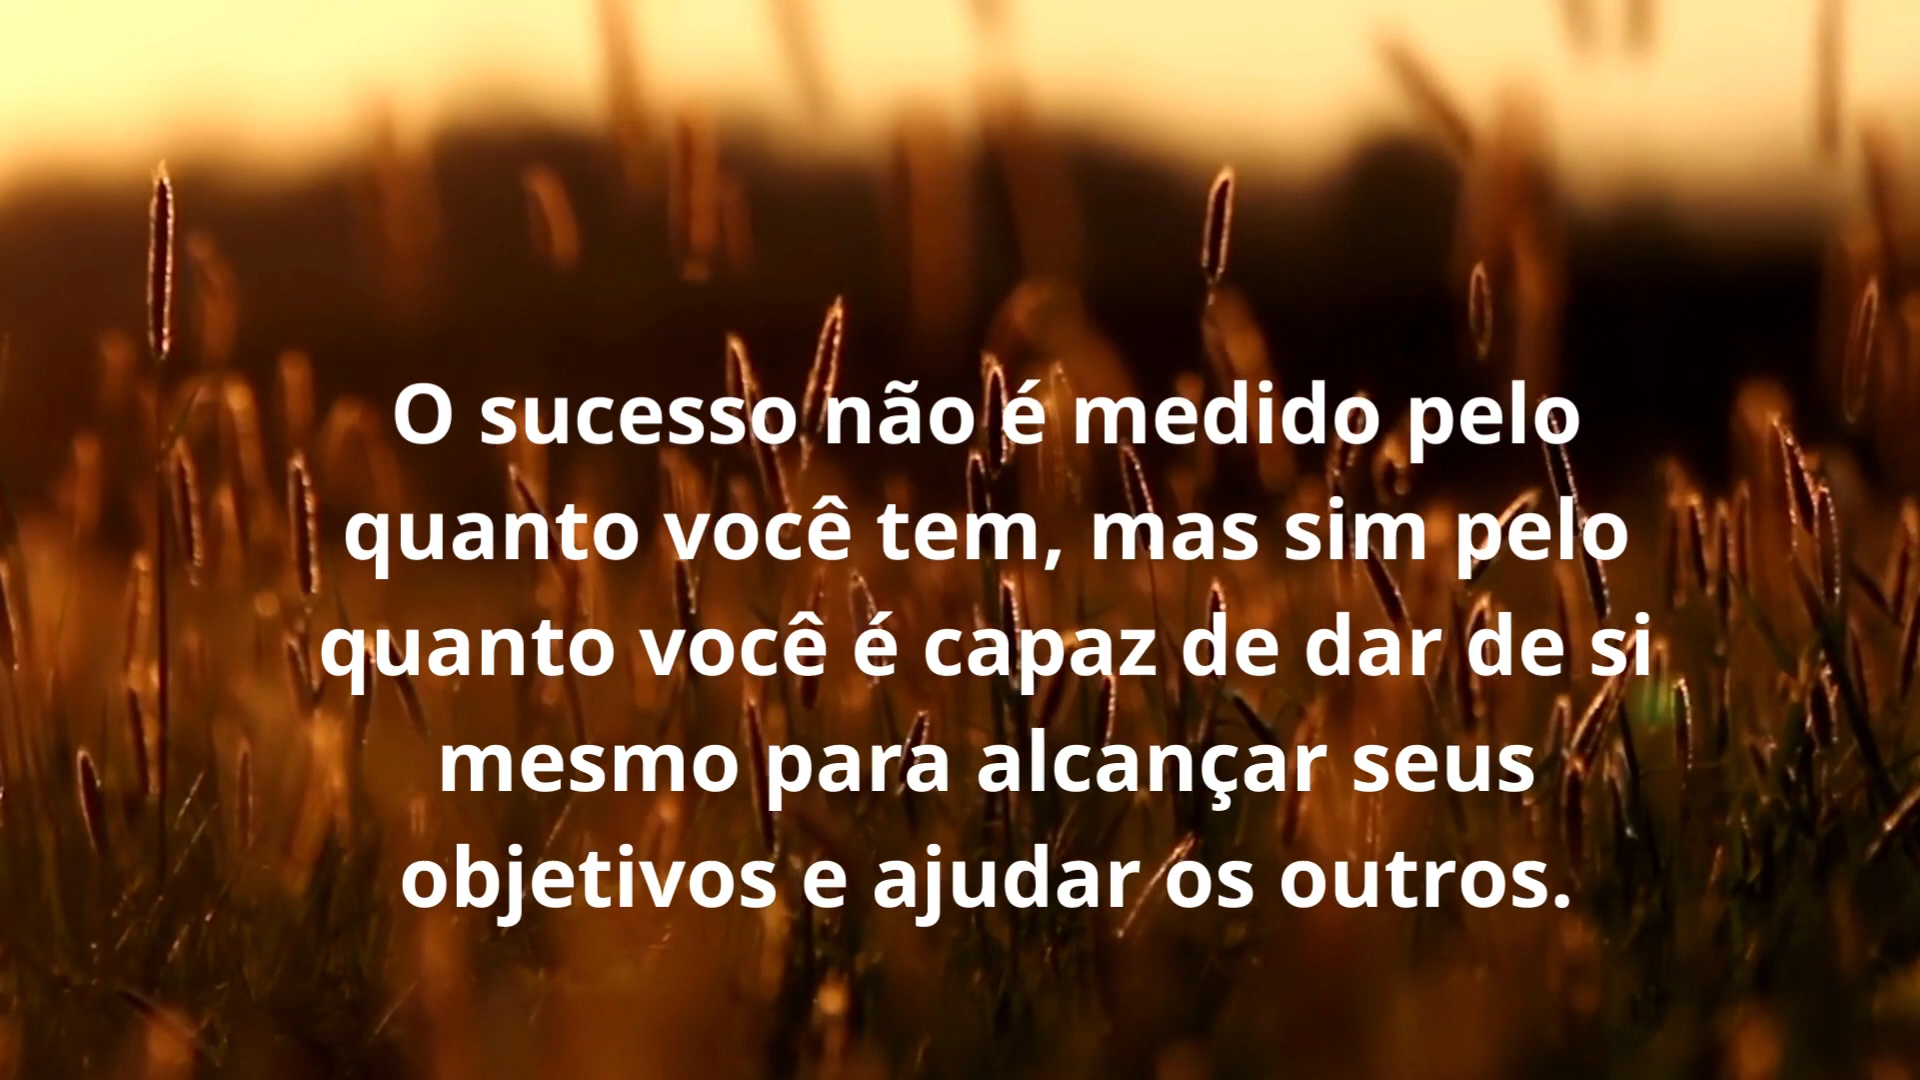 O sucesso não é medido pelo
quanto você tem, mas sim pelo
quanto você é capaz de dar de si
mesmo para alcançar seus
objetivos e ajudar os outros.